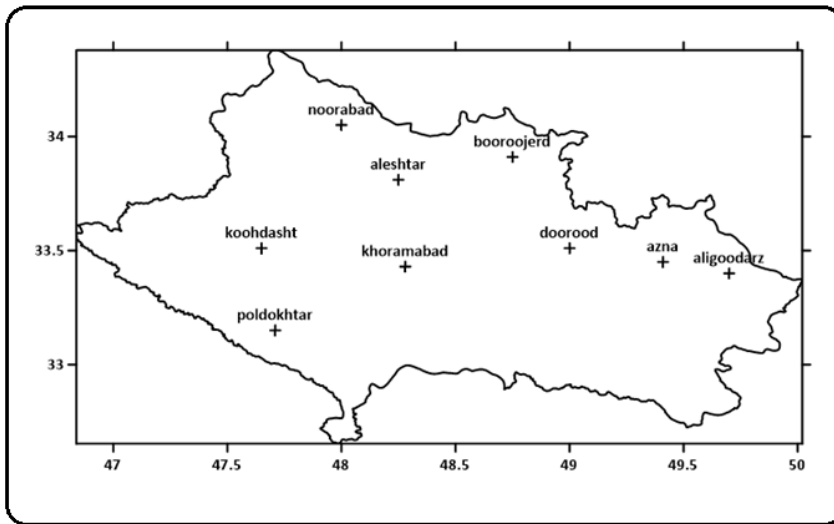 noorabad
34
booroojerd
aleshtar
koohdasht
doorood
33.5
khoramabad
azna
aligoodarz
poldokhtar
33
47
47.5
48
48.5
49
49.5
50